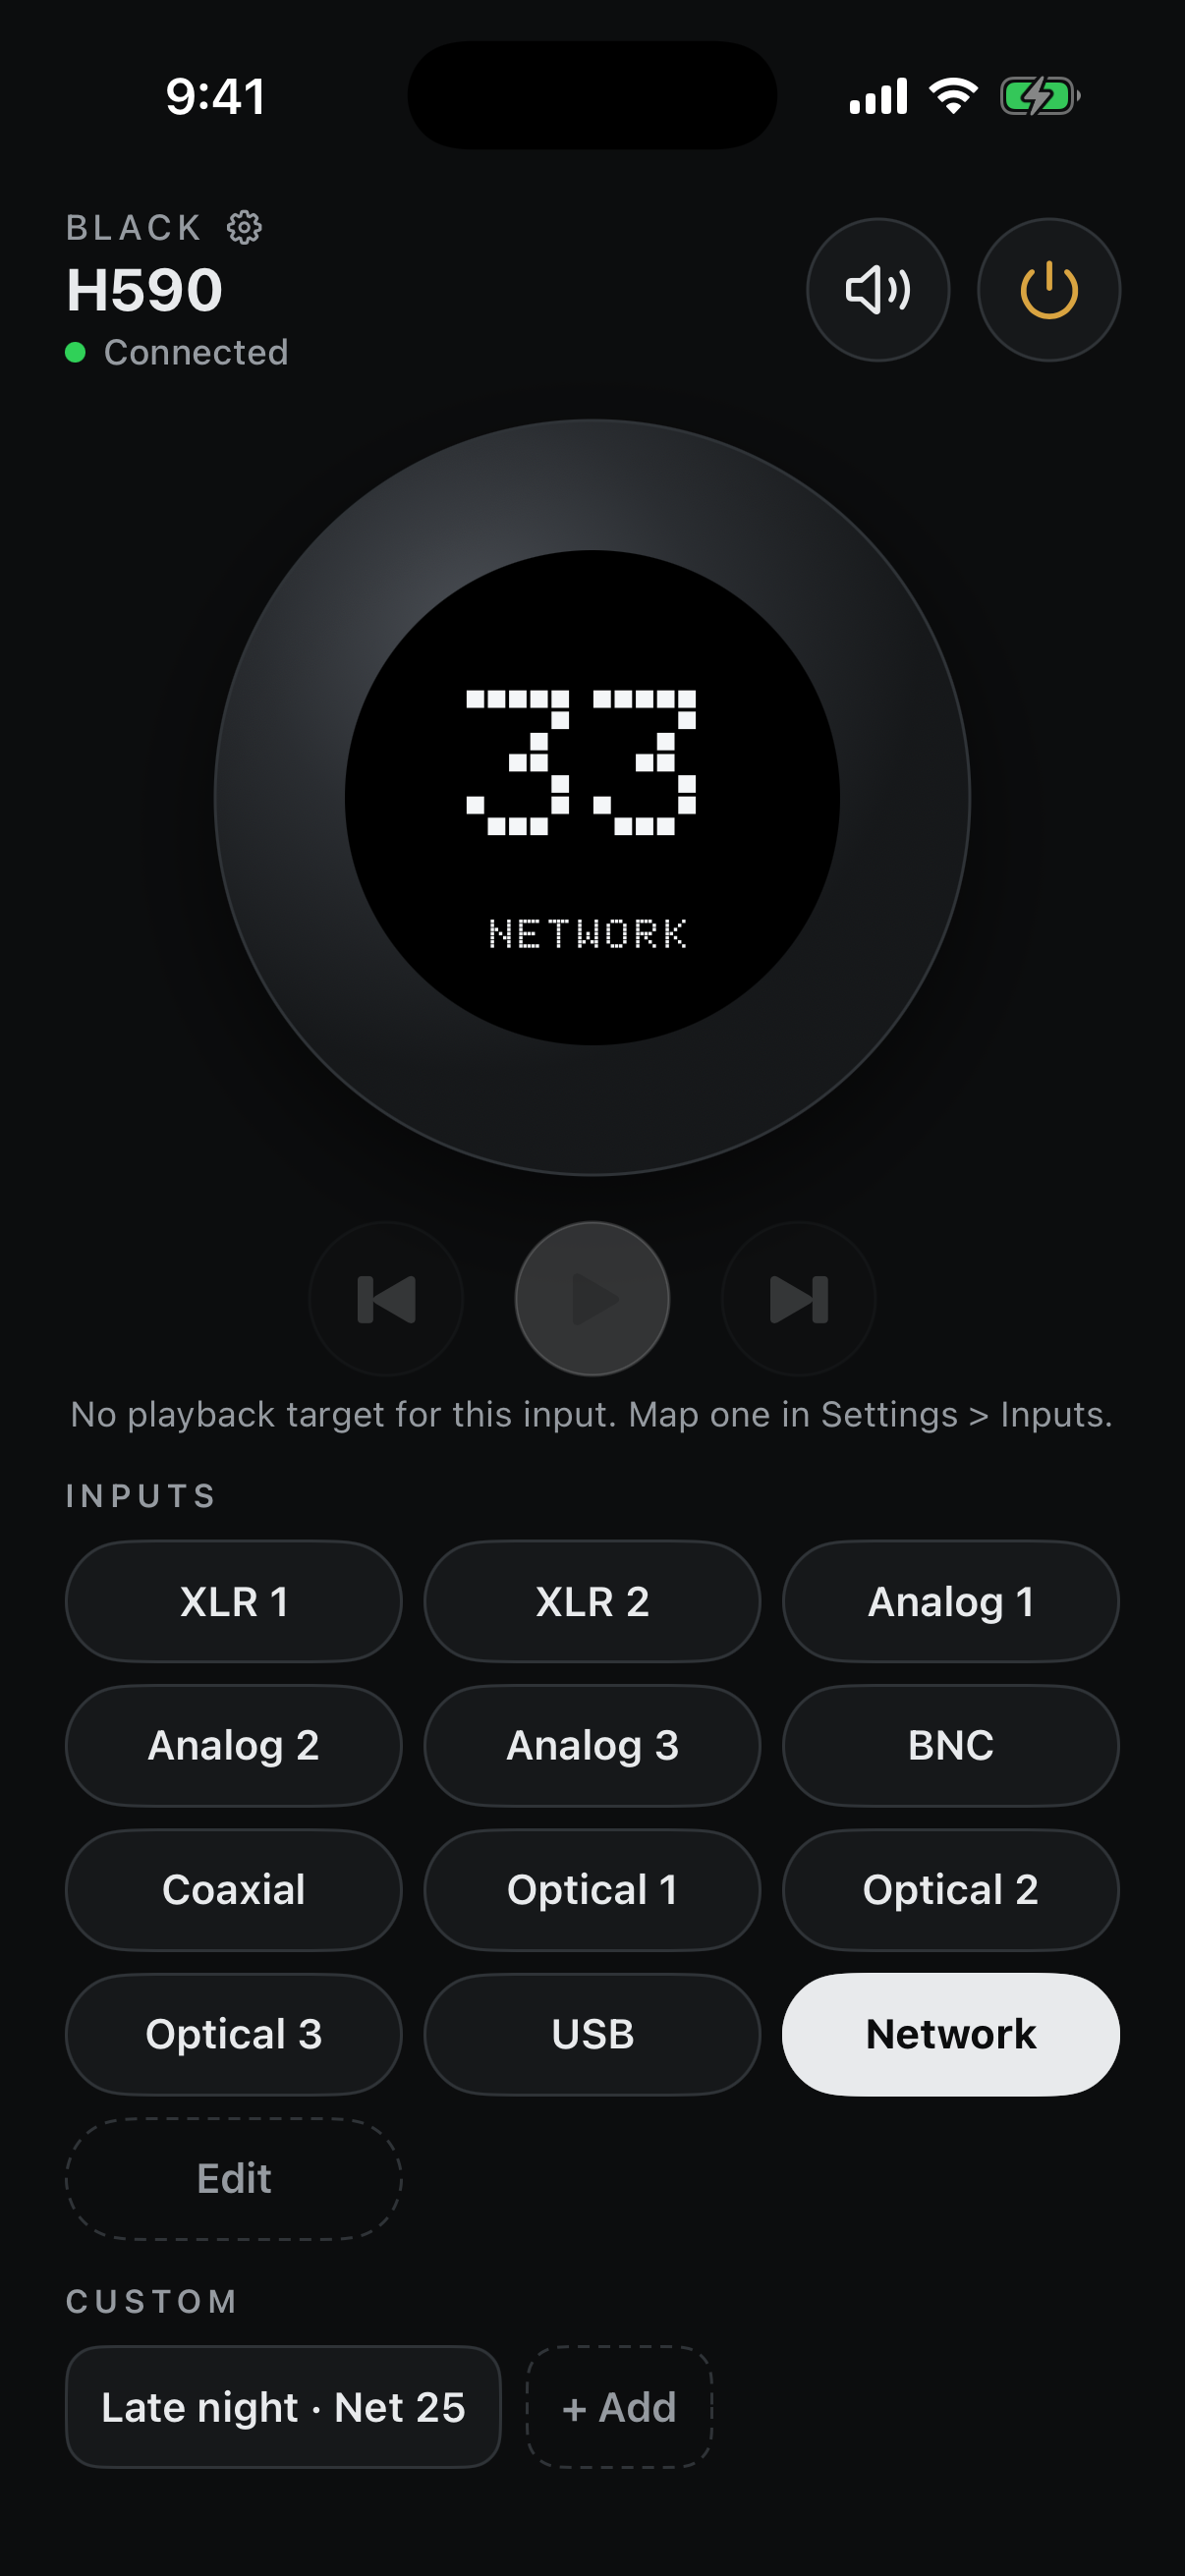 9:41
BLACK
H590
Connected
33
NETWORK
No playback target for this input. Map one in Settings > Inputs.
INPUTS
XLR 1
XLR 2
Analog 1
Analog 2
Analog 3
BNC
Coaxial
Optical 1
Optical 2
Optical 3
USB
Network
Edit
CUSTOM
Late night · Net 25
+ Add